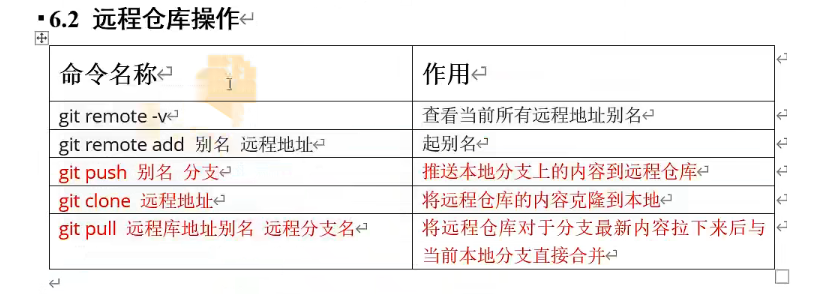 6.2 远程仓库操作
命令名称 作用
git remote -v 查看当前所有远程地址别名
git remote add 别名 远程地址 起别名
git push 别名 分支 推送本地分支上的内容到远程仓库
git clone 远程地址 将远程仓库的内容克隆到本地
git pull 远程库地址别名 远程分支名 将远程仓库对于分支最新内容拉下来后与
当前本地分支直接合并